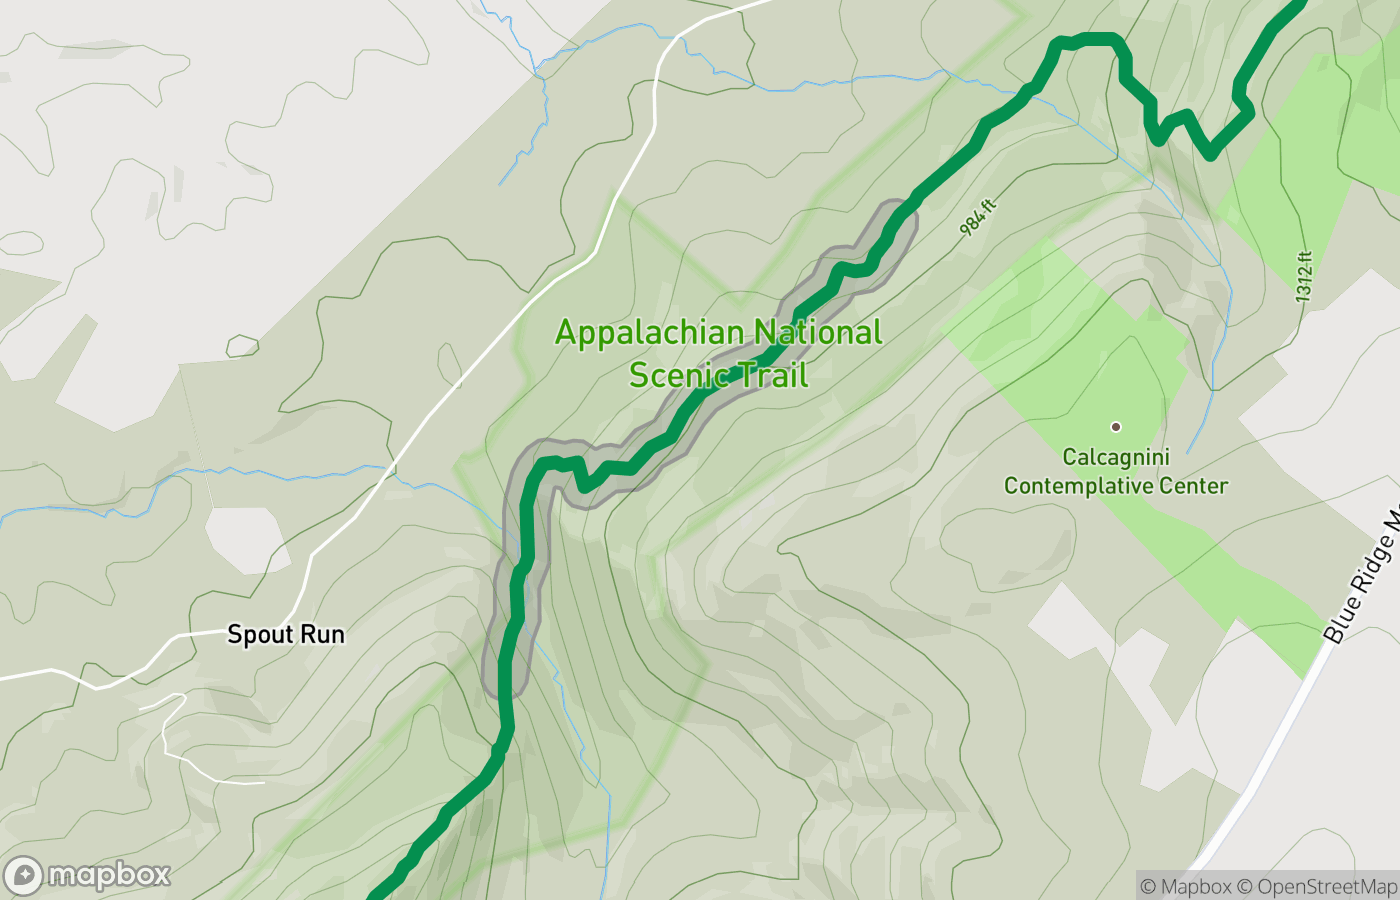 984 ft
1312 ft
Appalachian National
Scenic Trail
Calcagnini
Contemplative Center
Blue Ridge M
Spout Run
mapbox
© Mapbox © OpenStreetMap